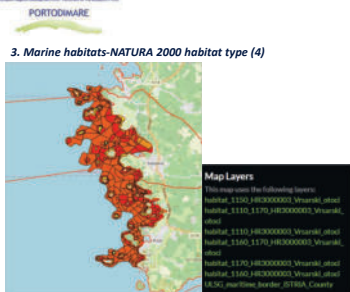 PORTODIMARE
3. Marine habitats-NATURA 2000 habitat type (4)
Map Layers
This map uses the following layers:
habitat_1150_HR3000003_Vrsarski_otoci
habitat_1110_1170_HR3000003_Vrsarski_
otoci
habitat_1110_HR3000003_Vrsarski_otoci
habitat_1160_1170_HR3000003_Vrsarski_
otoci
habitat_1170_HR3000003_Vrsarski_otoci
habitat_1160_HR3000003_Vrsarski_otoci
ULSG_maritime_border_ISTRIA_County